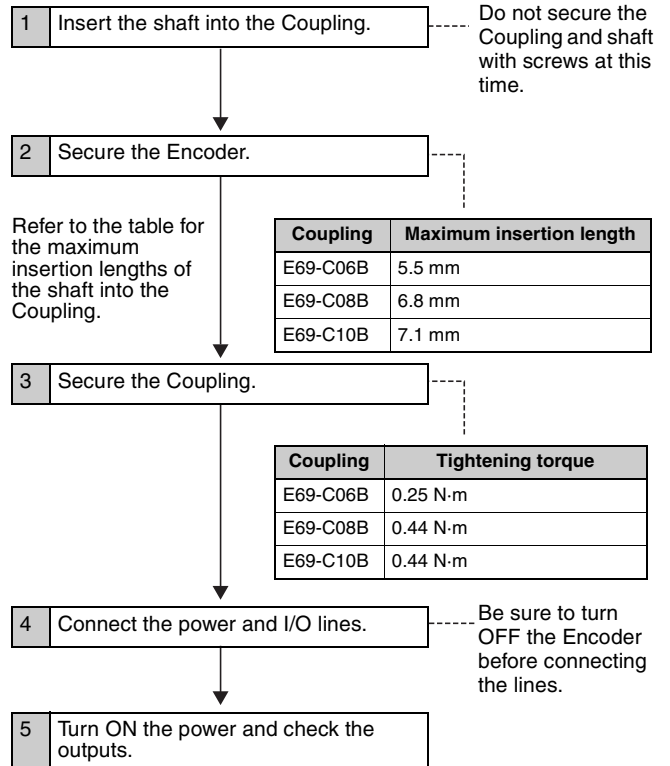 1 Insert the shaft into the Coupling.
Do not secure the
Coupling and shaft
with screws at this
time.
2 Secure the Encoder.
Refer to the table for
the maximum
insertion lengths of
the shaft into the
Coupling.
Coupling Maximum insertion length
E69-C06B 5.5 mm
E69-C08B 6.8 mm
E69-C10B 7.1 mm
3 Secure the Coupling.
Coupling Tightening torque
E69-C06B 0.25 N·m
E69-C08B 0.44 N·m
E69-C10B 0.44 N·m
4 Connect the power and I/O lines.
Be sure to turn
OFF the Encoder
before connecting
the lines.
5 Turn ON the power and check the
outputs.